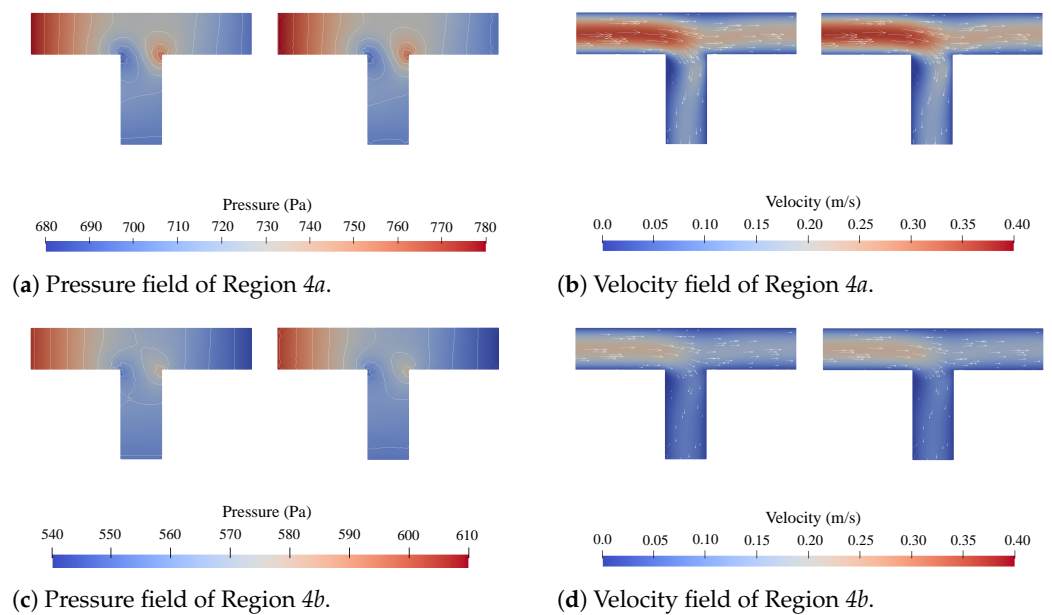 Pressure (Pa)
680 690 700 710 720 730 740 750 760 770 780
Velocity (m/s)
0.0 0.05 0.10 0.15 0.20 0.25 0.30 0.35 0.40
(a) Pressure field of Region 4a.
(b) Velocity field of Region 4a.
Pressure (Pa)
540 550 560 570 580 590 600 610
Velocity (m/s)
0.0 0.05 0.10 0.15 0.20 0.25 0.30 0.35 0.40
(c) Pressure field of Region 4b.
(d) Velocity field of Region 4b.